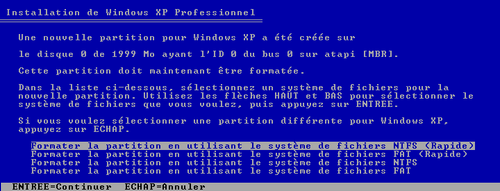 Installation de Windows XP Professionnel
Une nouvelle partition pour Windows XP a été créée sur
le disque 0 de 1999 Mo ayant l'ID 0 du bus 0 sur atapi [MBR].
Cette partition doit maintenant être formatée.
Dans la liste ci-dessous, sélectionnez un système de fichiers pour la
nouvelle partition. Utilisez les flèches HAUT et BAS pour sélectionner le
système de fichiers que vous voulez, puis appuyez sur ENTREE.
Si vous voulez sélectionner une partition différente pour Windows XP,
appuyez sur ECHAP.
Formater la partition en utilisant le système de fichiers NTFS (Rapide)
Formater la partition en utilisant le système de fichiers FAT (Rapide)
Formater la partition en utilisant le système de fichiers NTFS
Formater la partition en utilisant le système de fichiers FAT
ENTREE=Continuer ECHAP=Annuler